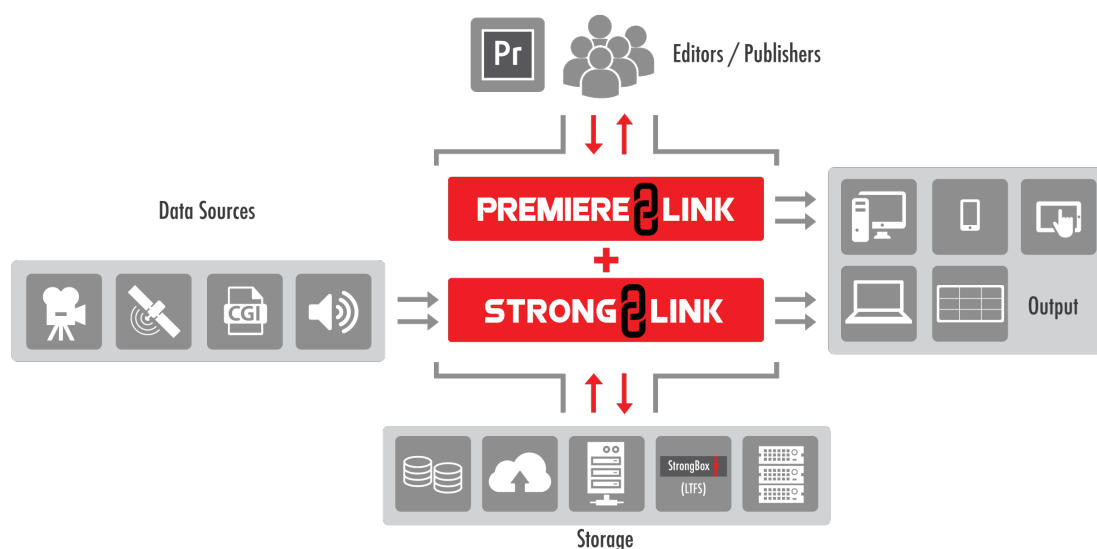 Pr
Editors / Publishers
PREMIERE LINK
Data Sources
CGI
STRONG LINK
Output
StrongBox
(LTFS)
Storage